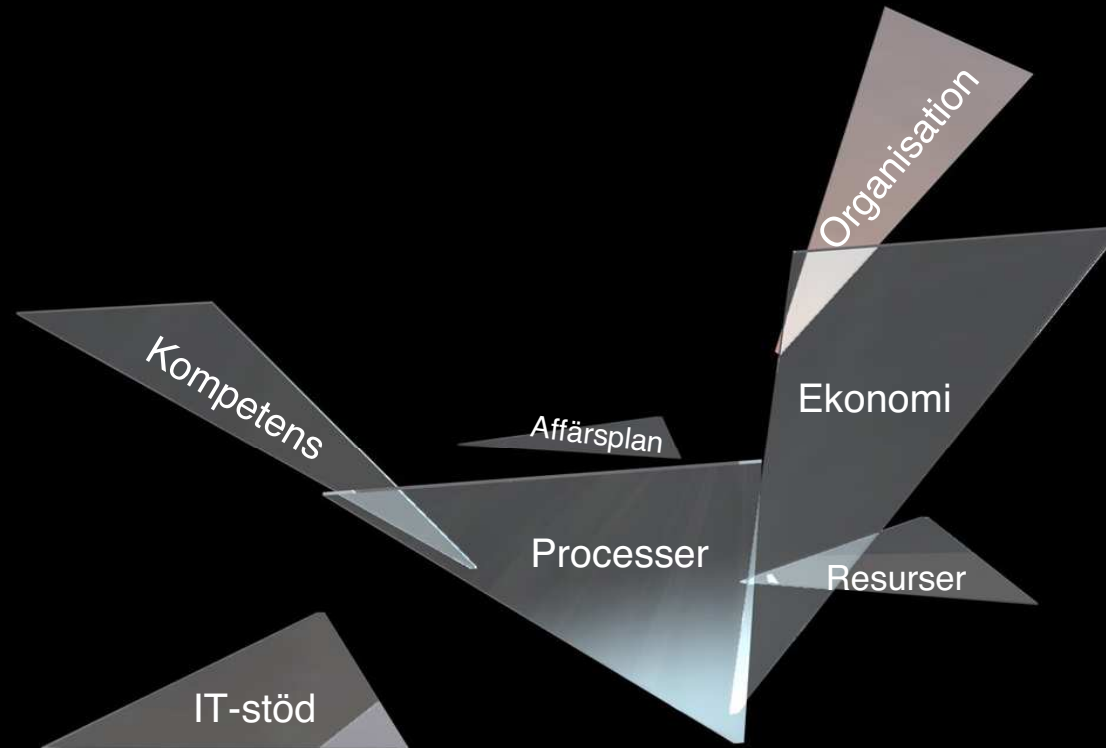 Organisation
Kompetens
Ekonomi
Affärsplan
Processer
Resurser
IT-stöd